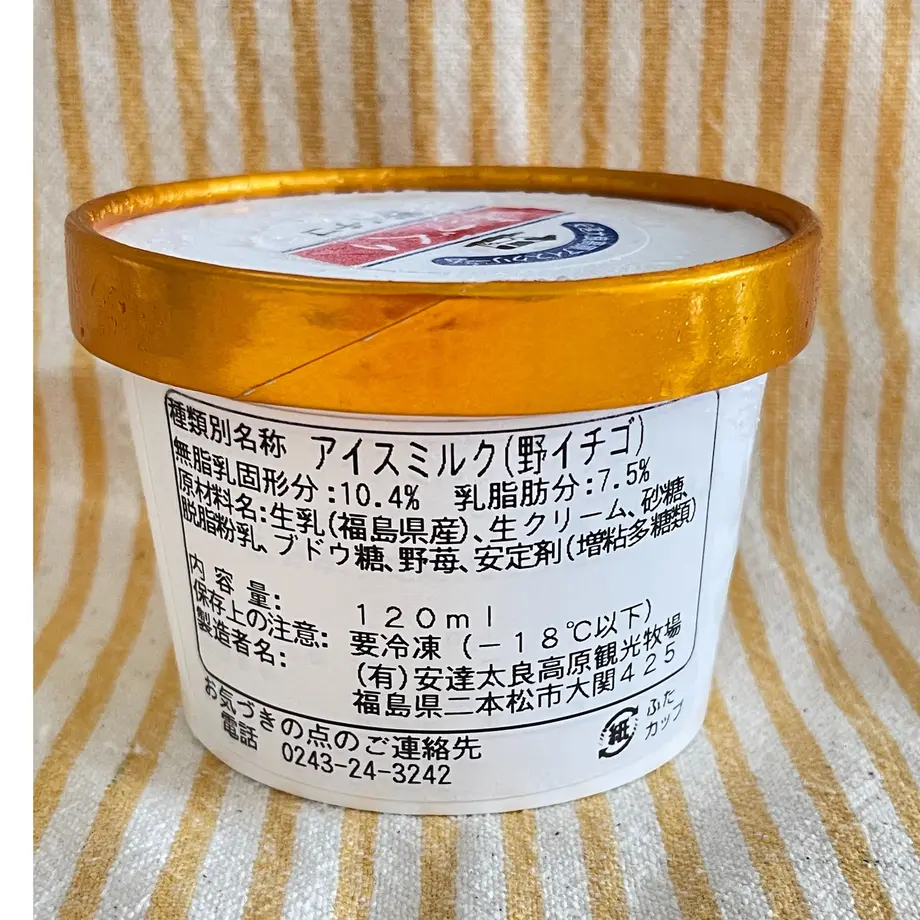 種類別名称 アイスミルク(野イチゴ)
無脂乳固形分:10.4% 乳脂肪分:7.5%
原材料名:生乳(福島県産)、生クリーム、砂糖、
脱脂粉乳、ブドウ糖、野苺、安定剤(増粘多糖類)
内容量: 120ml
保存上の注意: 要冷凍(-18℃以下)
製造者名: (有)安達太良高原観光牧場
福島県二本松市大関425
お気づきの点のご連絡先
電話 0243-24-3242
紙
ふた
カップ